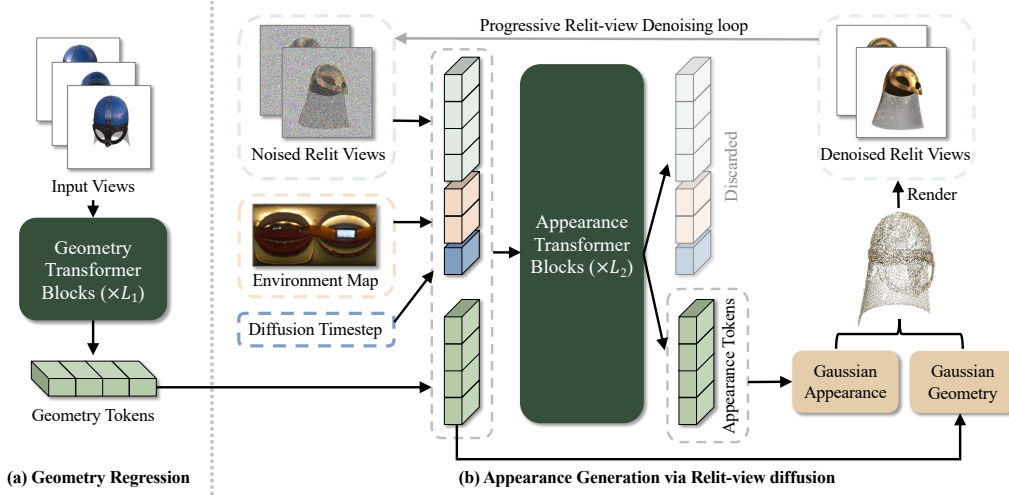 Input Views
Geometry
Transformer
Blocks (×L₁)
Geometry Tokens
(a) Geometry Regression
Progressive Relit-view Denoising loop
Noised Relit Views
Environment Map
Diffusion Timestep
Appearance
Transformer
Blocks (×L₂)
Discarded
Appearance Tokens
Denoised Relit Views
Render
Gaussian
Appearance
Gaussian
Geometry
(b) Appearance Generation via Relit-view diffusion